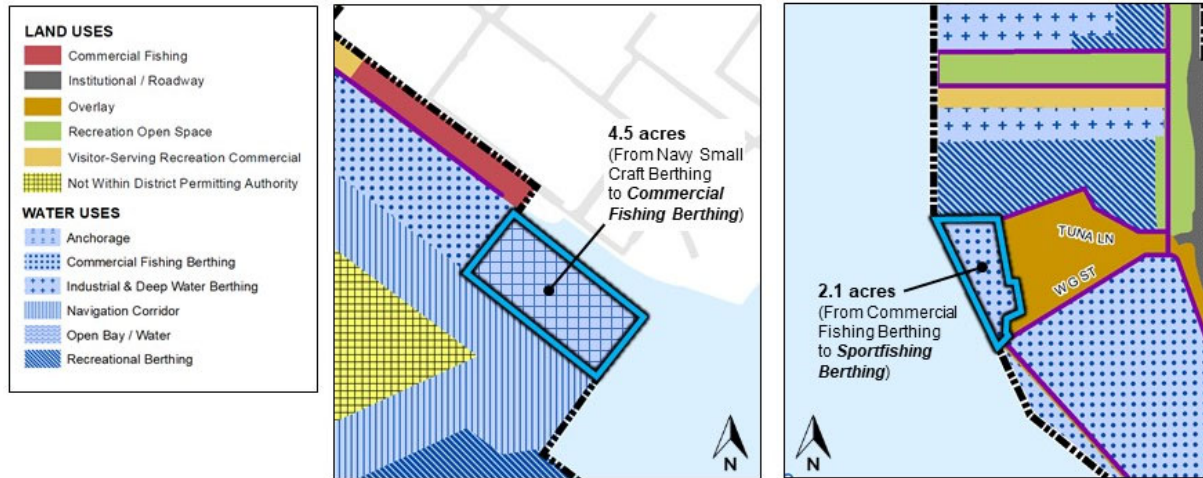 LAND USES
Commercial Fishing
Institutional / Roadway
Overlay
Recreation Open Space
Visitor-Serving Recreation Commercial
Not Within District Permitting Authority
WATER USES
Anchorage
Commercial Fishing Berthing
Industrial & Deep Water Berthing
Navigation Corridor
Open Bay / Water
Recreational Berthing
4.5 acres
(From Navy Small
Craft Berthing
to Commercial
Fishing Berthing)
N
TUNA LN
W G ST
2.1 acres
(From Commercial
Fishing Berthing
to Sportfishing
Berthing)
N